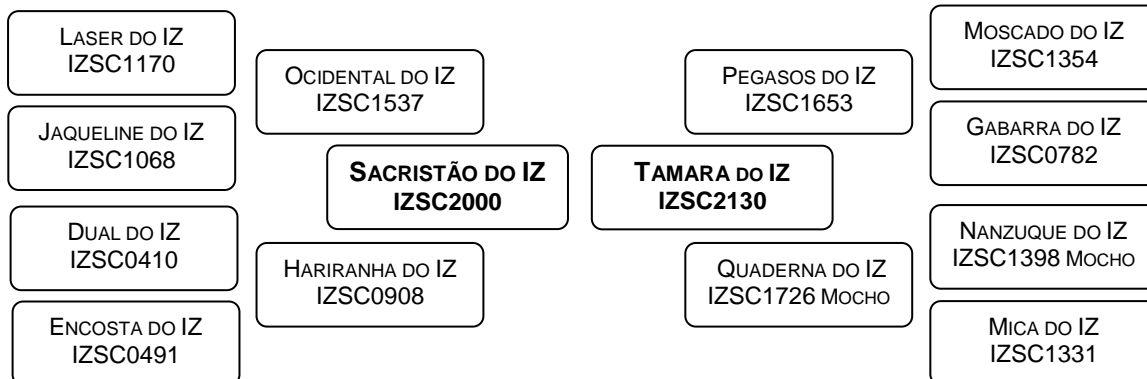 LASER DO IZ
IZSC1170
JAQUELINE DO IZ
IZSC1068
DUAL DO IZ
IZSC0410
ENCOSTA DO IZ
IZSC0491
OCIDENTAL DO IZ
IZSC1537
HARIRANHA DO IZ
IZSC0908
SACRISTÃO DO IZ
IZSC2000
TAMARA DO IZ
IZSC2130
PEGASOS DO IZ
IZSC1653
QUADERNA DO IZ
IZSC1726 MOCHO
MOSCADO DO IZ
IZSC1354
GABARRA DO IZ
IZSC0782
NANZUQUE DO IZ
IZSC1398 MOCHO
MICA DO IZ
IZSC1331